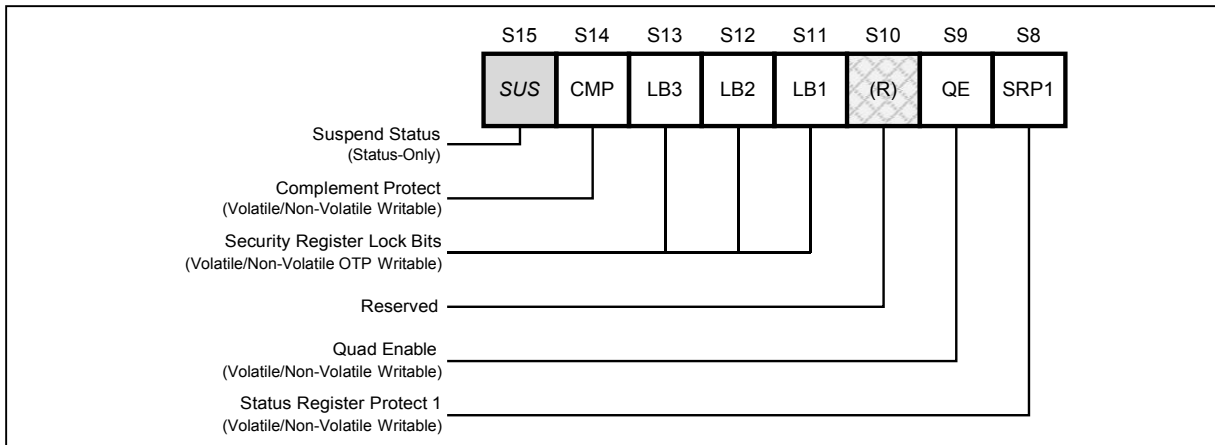 S15 S14 S13 S12 S11 S10 S9 S8
SUS CMP LB3 LB2 LB1 (R) QE SRP1
Suspend Status
(Status-Only)
Complement Protect
(Volatile/Non-Volatile Writable)
Security Register Lock Bits
(Volatile/Non-Volatile OTP Writable)
Reserved
Quad Enable
(Volatile/Non-Volatile Writable)
Status Register Protect 1
(Volatile/Non-Volatile Writable)